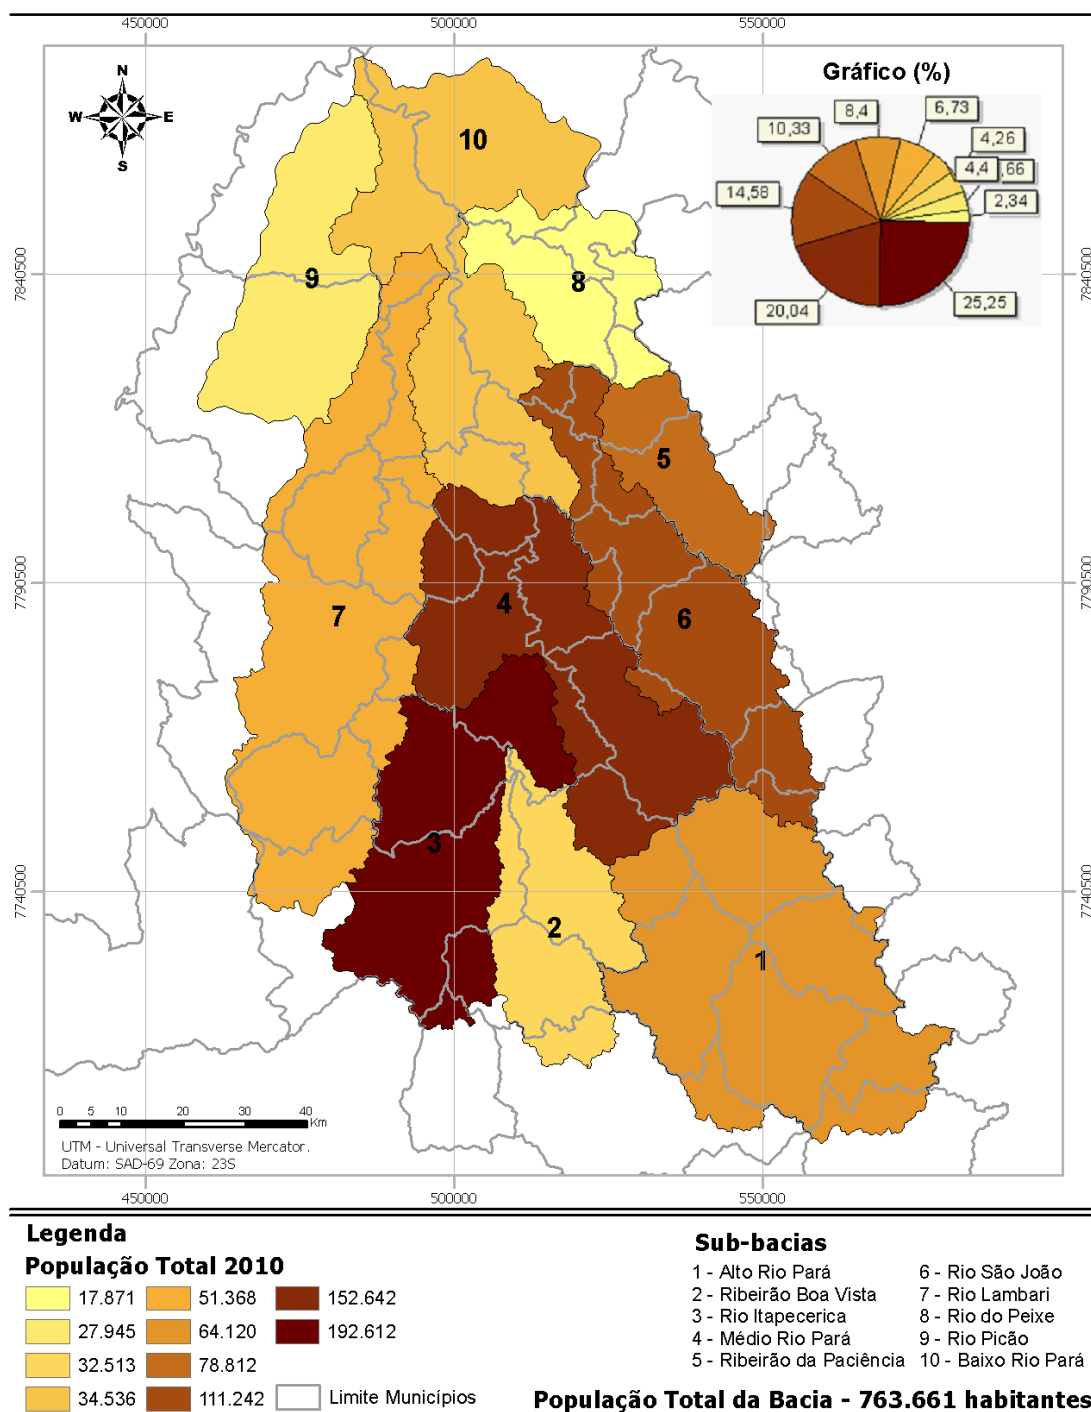 450000 500000 550000
N
W E
S
Gráfico (%)
8,4 6,73
10,33 4,26
4,4 ,66
14,58 2,34
20,04 25,25
10
9
8
7840500 7840500
5
7790500 7790500
4
7 6
3
7740500 7740500
2
1
0 5 10 20 30 40
Km
UTM - Universal Transverse Mercator.
Datum: SAD-69 Zona: 23S
450000 500000 550000
Legenda
População Total 2010
17.871 51.368 152.642
27.945 64.120 192.612
32.513 78.812
34.536 111.242 Limite Municípios
Sub-bacias
1 - Alto Rio Pará 6 - Rio São João
2 - Ribeirão Boa Vista 7 - Rio Lambari
3 - Rio Itapecerica 8 - Rio do Peixe
4 - Médio Rio Pará 9 - Rio Picão
5 - Ribeirão da Paciência 10 - Baixo Rio Pará
População Total da Bacia - 763.661 habitantes